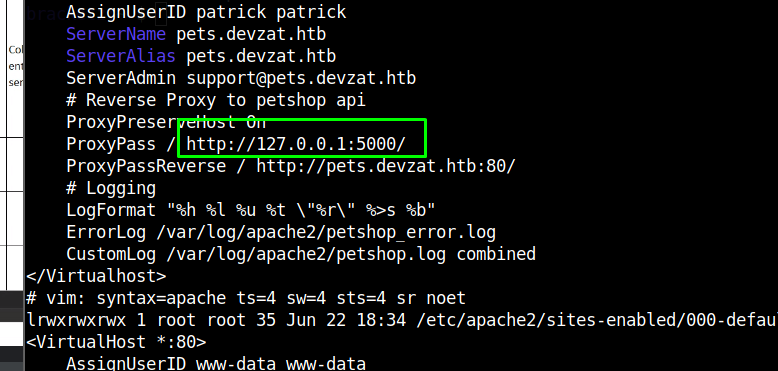 AssignUserID patrick patrick
Col
ServerName pets.devzat.htb
ent
ServerAlias pets.devzat.htb
ser
ServerAdmin support@pets.devzat.htb
# Reverse Proxy to petshop api
ProxyPreserveHost On
ProxyPass / http://127.0.0.1:5000/
ProxyPassReverse / http://pets.devzat.htb:80/
# Logging
LogFormat "%h %l %u %t \"%r\" %>s %b"
ErrorLog /var/log/apache2/petshop_error.log
CustomLog /var/log/apache2/petshop.log combined
</Virtualhost>
# vim: syntax=apache ts=4 sw=4 sts=4 sr noet
lrwxrwxrwx 1 root root 35 Jun 22 18:34 /etc/apache2/sites-enabled/000-defau
<VirtualHost *:80>
AssignUserID www-data www-data